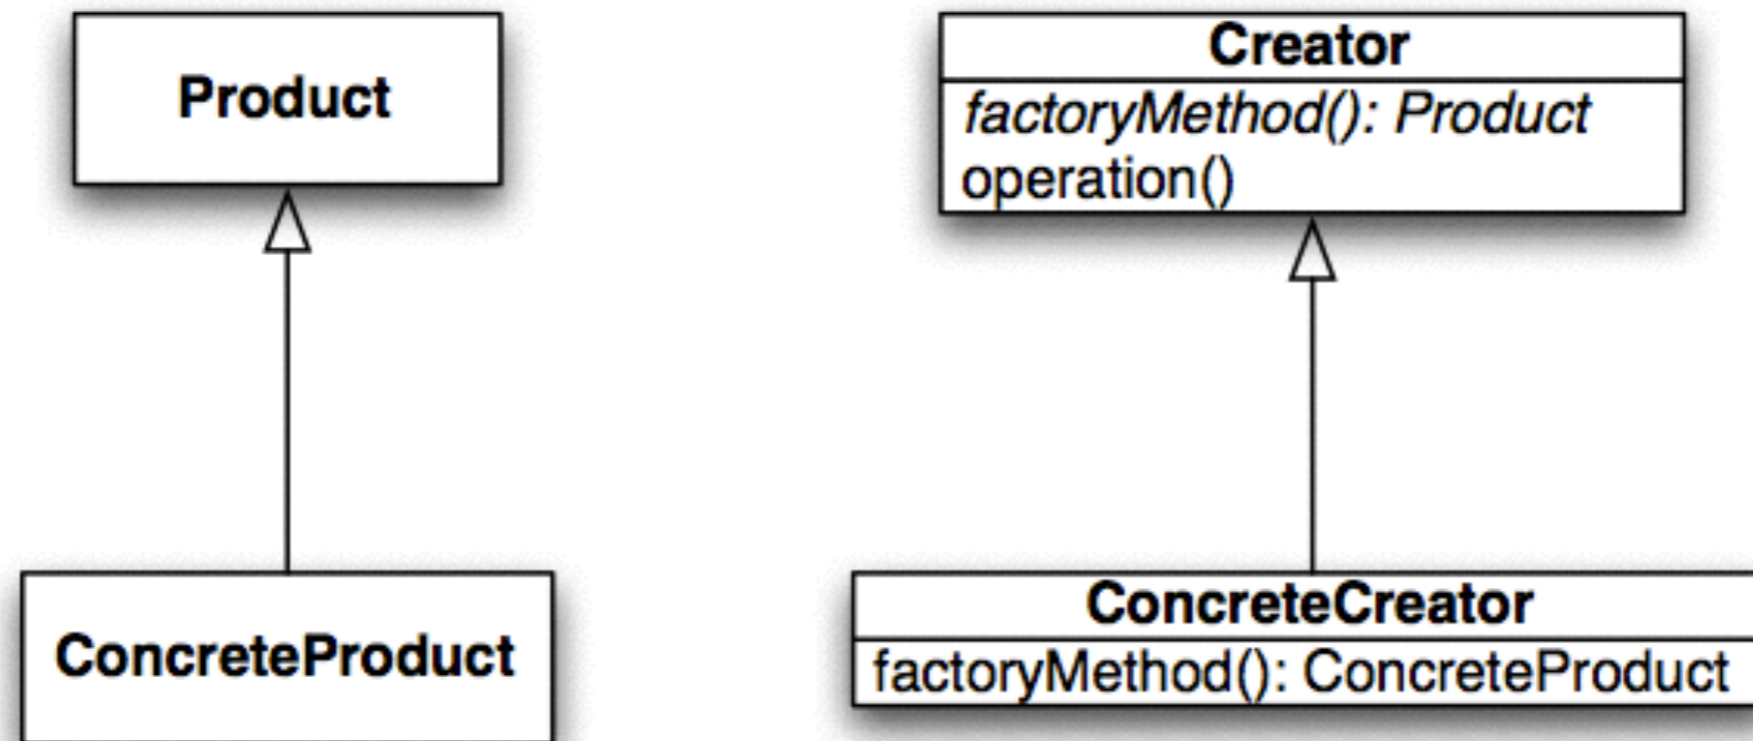 Product
Creator
factoryMethod(): Product
operation()
ConcreteProduct
ConcreteCreator
factoryMethod(): ConcreteProduct